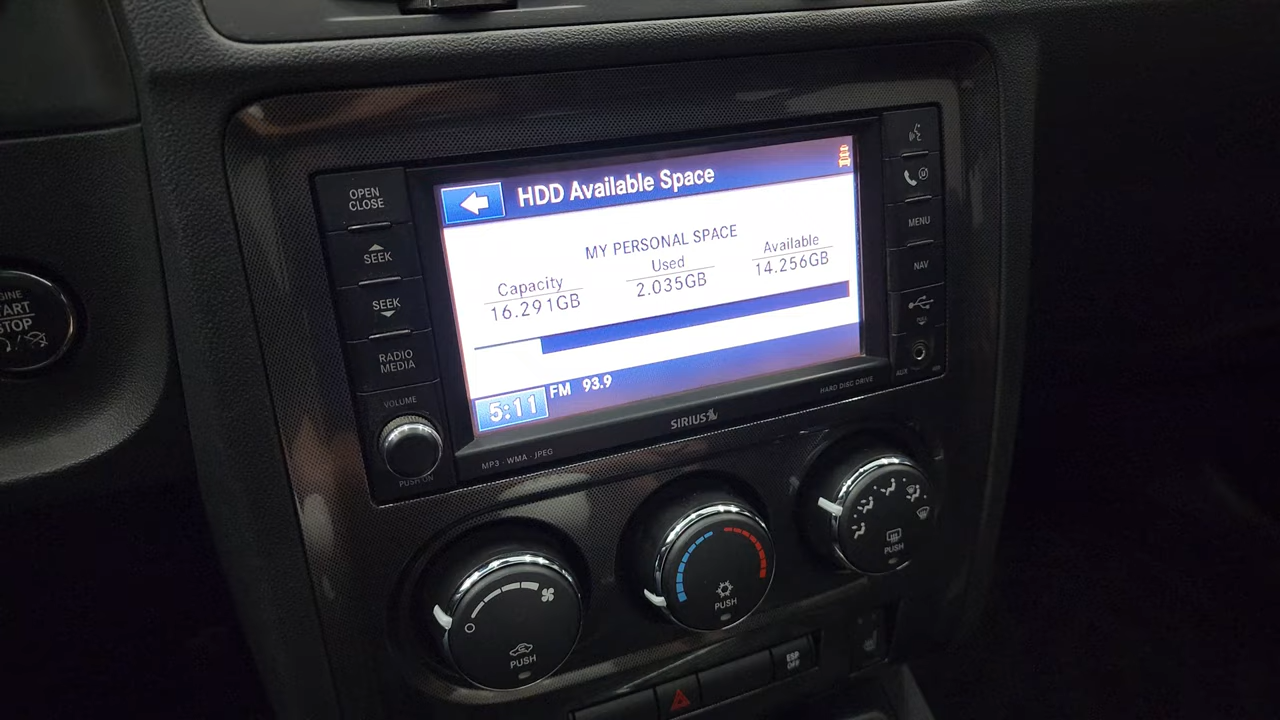 HDD Available Space
MY PERSONAL SPACE
Capacity
16.291GB
Used
2.035GB
Available
14.256GB
FM 93.9
5:11
OPEN
CLOSE
SEEK
SEEK
RADIO
MEDIA
VOLUME
PUSH ON
MENU
NAV
PULL
AUX
MP3 · WMA · JPEG
SIRIUS
HARD DISC DRIVE
START
STOP
PUSH
PUSH
PUSH
ESP
OFF